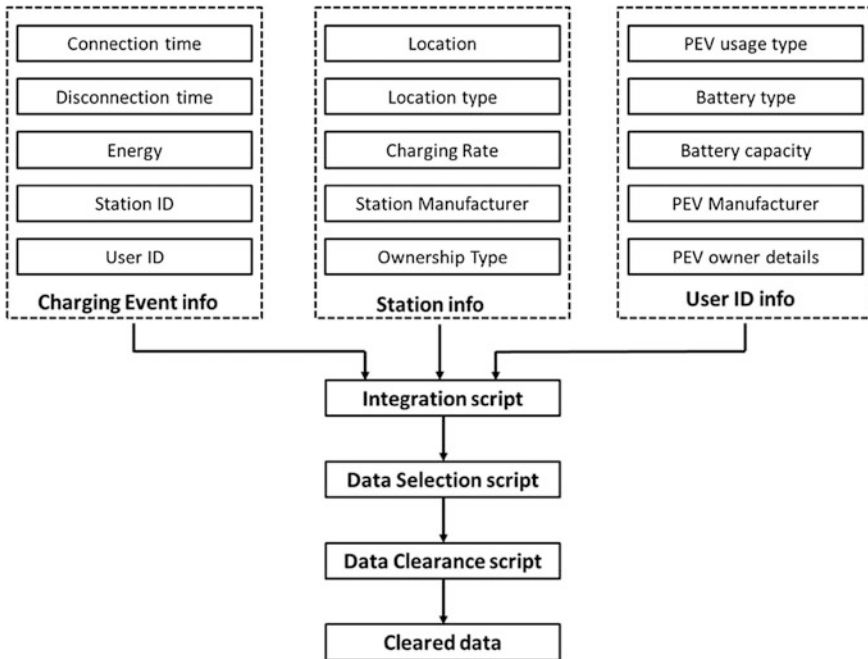 Connection time
Disconnection time
Energy
Station ID
User ID
Charging Event info
Location
Location type
Charging Rate
Station Manufacturer
Ownership Type
Station info
PEV usage type
Battery type
Battery capacity
PEV Manufacturer
PEV owner details
User ID info
Integration script
Data Selection script
Data Clearance script
Cleared data